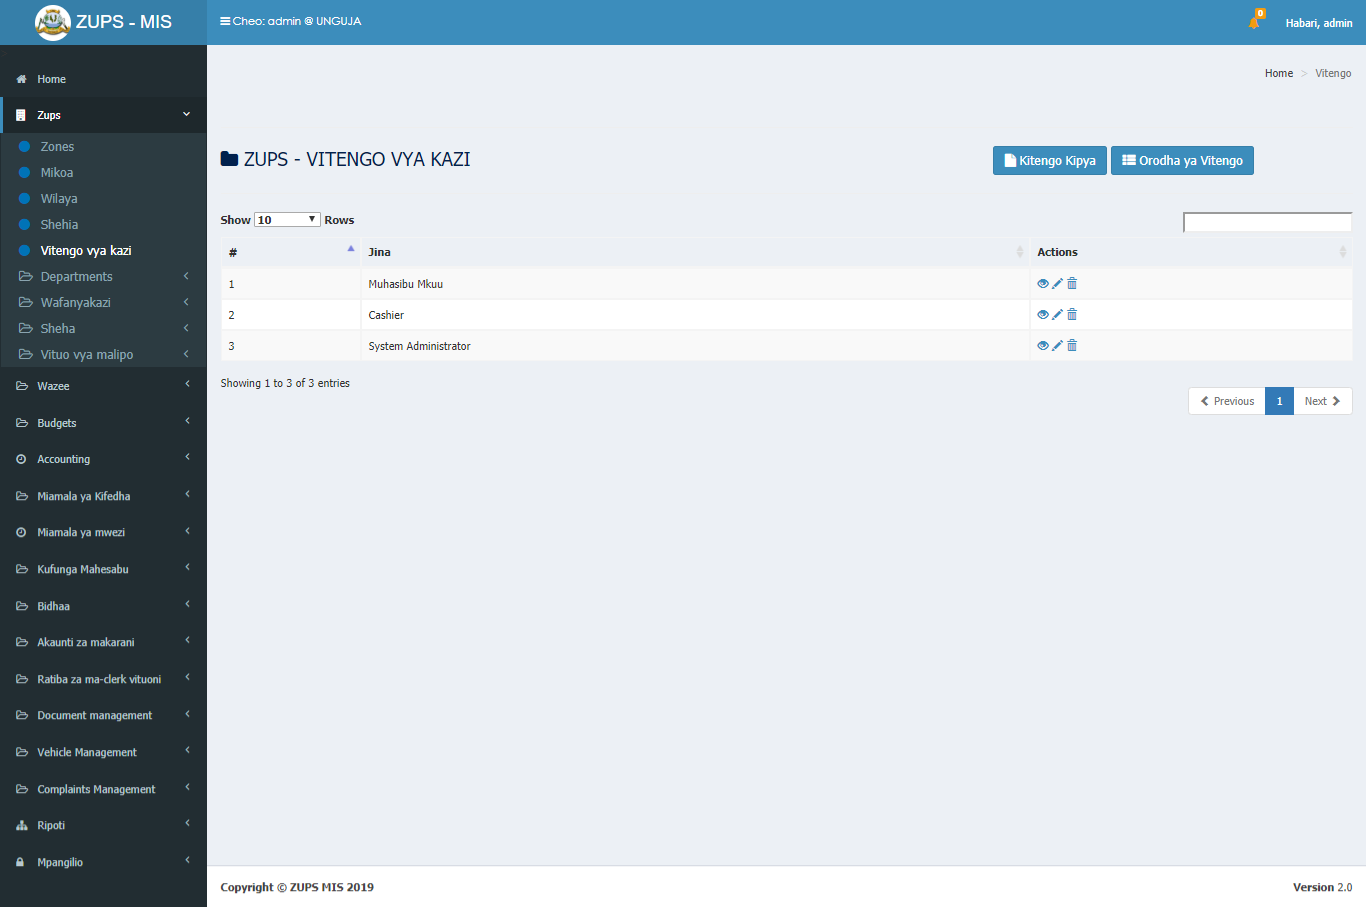 ZUPS - MIS
Cheo: admin @ UNGUJA
0
Habari, admin
Home
Zups
Zones
Mikoa
Wilaya
Shehia
Vitengo vya kazi
Departments
Wafanyakazi
Sheha
Vituo vya malipo
Wazee
Budgets
Accounting
Miamala ya Kifedha
Miamala ya mwezi
Kufunga Mahesabu
Bidhaa
Akaunti za makarani
Ratiba za ma-clerk vituoni
Document management
Vehicle Management
Complaints Management
Ripoti
Mpangilio
Home > Vitengo
ZUPS - VITENGO VYA KAZI
Kitengo Kipya
Orodha ya Vitengo
Show 10 Rows
# Jina Actions
1 Muhasibu Mkuu
2 Cashier
3 System Administrator
Showing 1 to 3 of 3 entries
Previous 1 Next
Copyright © ZUPS MIS 2019
Version 2.0